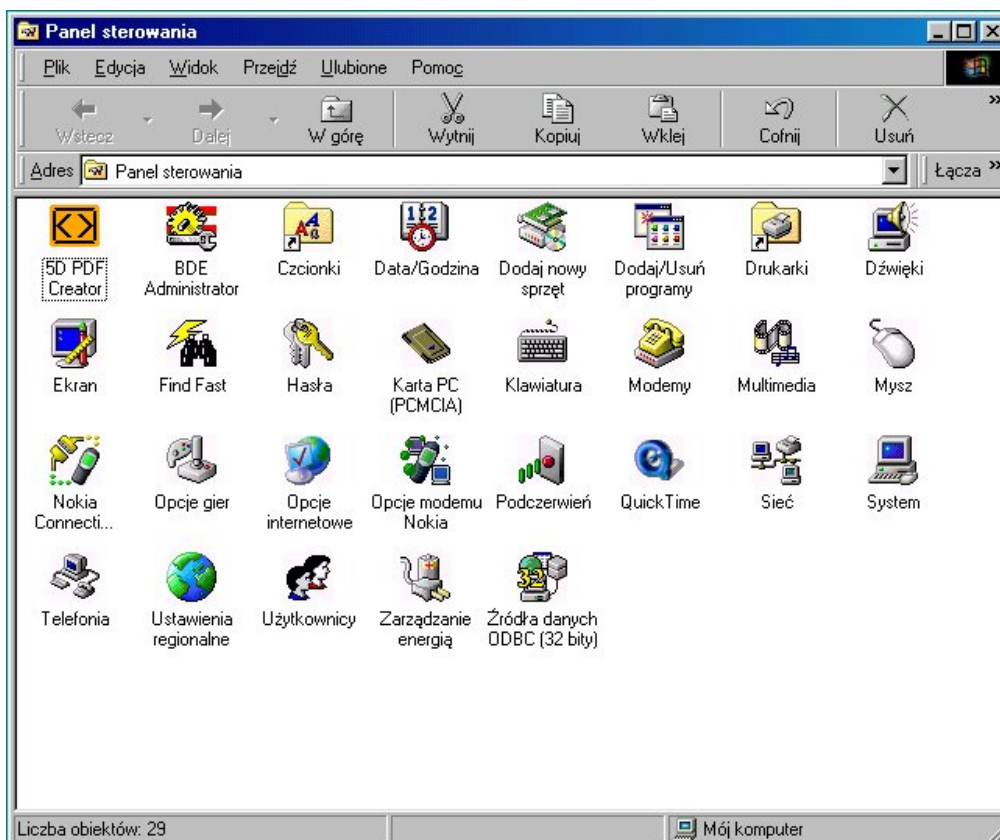 Panel sterowania
Plik Edycja Widok Przejdź Ulubione Pomoc
Wstecz Dalej W górę Wytnij Kopiuj Wklej Cofnij Usuń »
Adres Panel sterowania Łącza »
5D PDF Creator
BDE Administrator
Czcionki
Data/Godzina
Dodaj nowy sprzęt
Dodaj/Usuń programy
Drukarki
Dźwięki
Ekran
Find Fast
Hasła
Karta PC (PCMCIA)
Klawiatura
Modemy
Multimedia
Mysz
Nokia Connecti...
Opcje gier
Opcje internetowe
Opcje modemu Nokia
Podczerwień
QuickTime
Sieć
System
Telefonia
Ustawienia regionalne
Użytkownicy
Zarządzanie energią
Źródła danych ODBC (32 bity)
Liczba obiektów: 29 Mój komputer